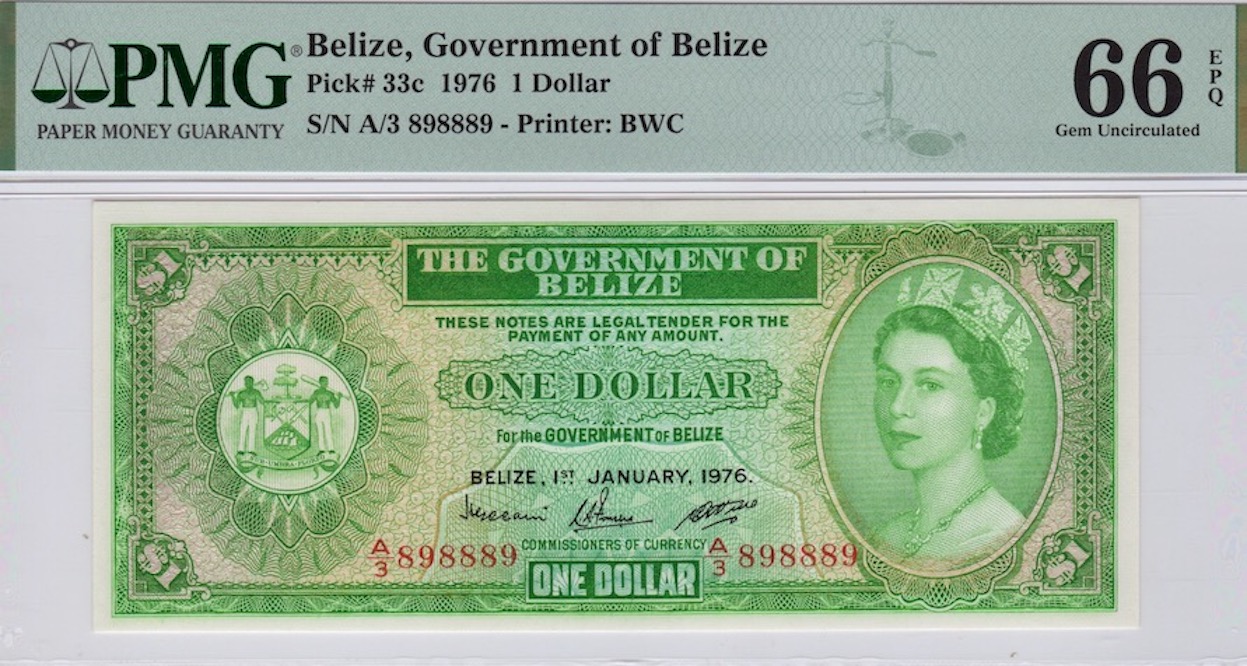 PMG®
PAPER MONEY GUARANTY
Belize, Government of Belize
Pick# 33c 1976 1 Dollar
S/N A/3 898889 - Printer: BWC
66
EPQ
Gem Uncirculated
$1
$1
THE GOVERNMENT OF
BELIZE
THESE NOTES ARE LEGAL TENDER FOR THE
PAYMENT OF ANY AMOUNT.
ONE DOLLAR
For the GOVERNMENT of BELIZE
BELIZE, 1ST JANUARY, 1976.
A/3 898889
COMMISSIONERS OF CURRENCY
A/3 898889
$1
ONE DOLLAR
$1